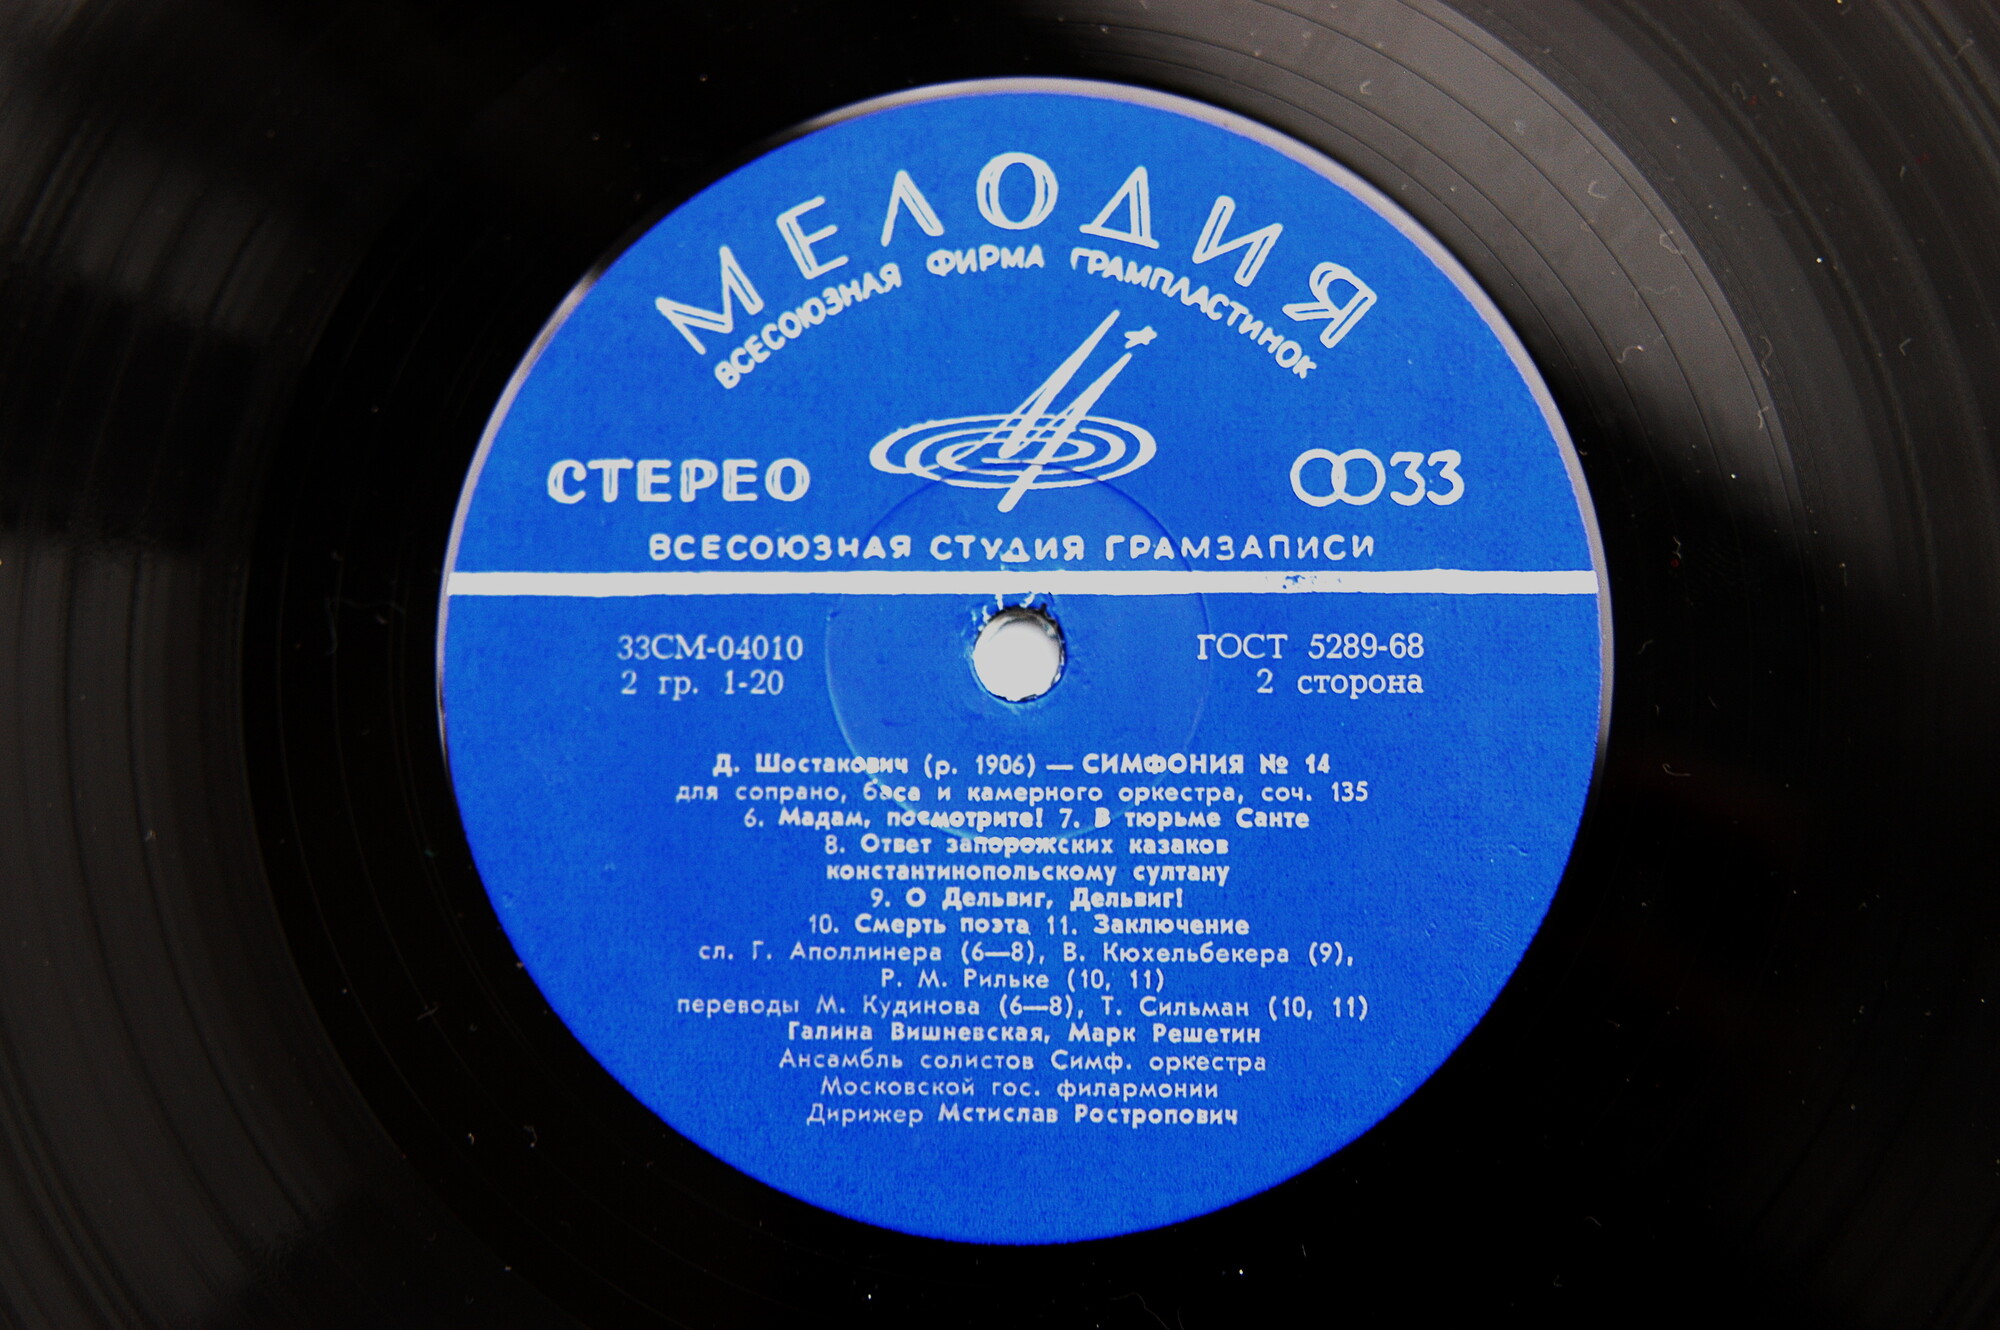 МЕЛОДИЯ
ВСЕСОЮЗНАЯ ФИРМА ГРАМПЛАСТИНОК
СТЕРЕО
33
ВСЕСОЮЗНАЯ СТУДИЯ ГРАМЗАПИСИ
33СМ-04010
ГОСТ 5289-68
2 гр. 1-20
2 сторона
Д. Шостакович (р. 1906) — СИМФОНИЯ № 14
для сопрано, баса и камерного оркестра, соч. 135
6. Мадам, посмотрите! 7. В тюрьме Санте
8. Ответ запорожских казаков
константинопольскому султану
9. О Дельвиг, Дельвиг!
10. Смерть поэта 11. Заключение
сл. Г. Аполлинера (6—8), В. Кюхельбекера (9),
Р. М. Рильке (10, 11)
переводы М. Кудинова (6—8), Т. Сильман (10, 11)
Галина Вишневская, Марк Решетин
Ансамбль солистов Симф. оркестра
Московской гос. филармонии
Дирижер Мстислав Ростропович